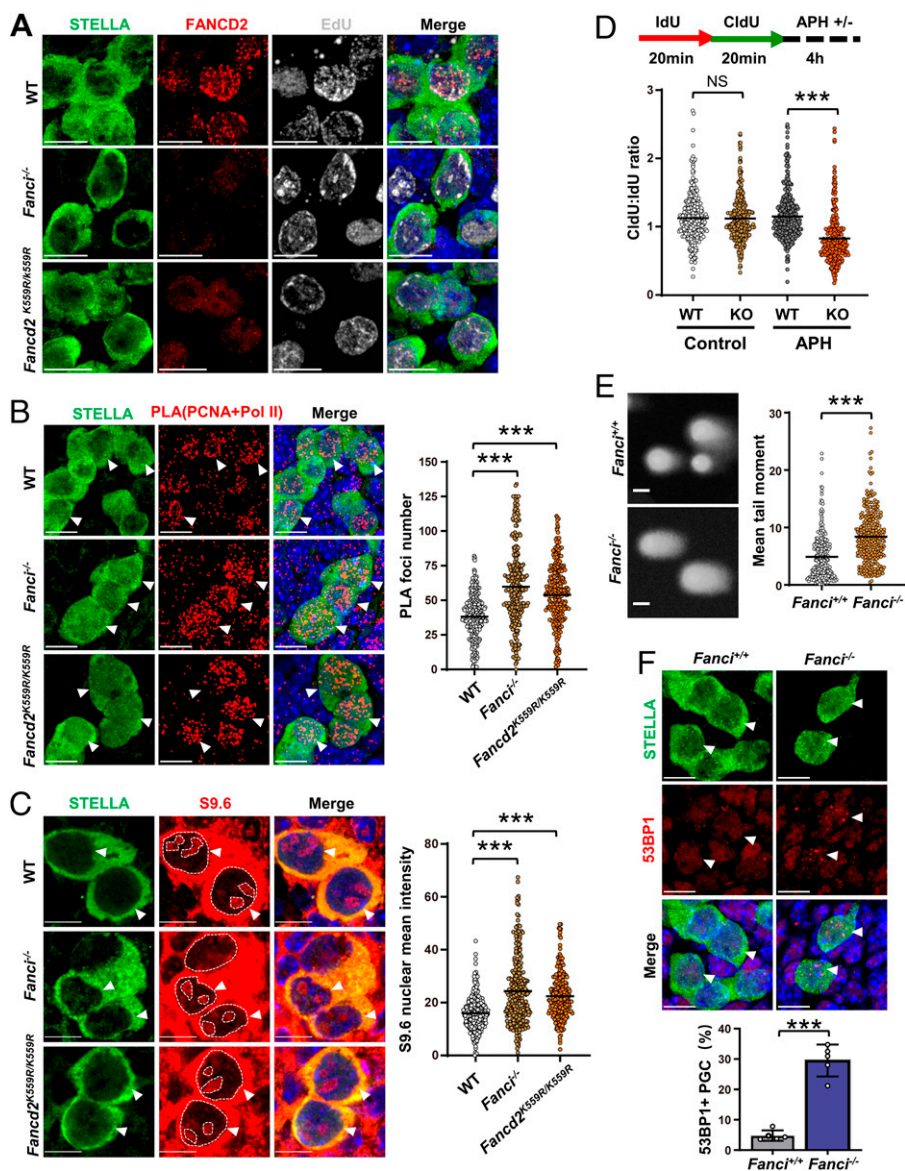 A
STELLA FANCD2 EdU Merge
WT
Fanci-/-
Fancd2 K559R/k559R
B
STELLA PLA(PCNA+Pol II) Merge
WT
Fanci-/-
Fancd2K559R/K559R
***
***
PLA foci number
150
125
100
75
50
25
0
WT
Fanci-/-
Fancd2K559R/K559R
C
STELLA S9.6 Merge
WT
Fanci-/-
Fancd2K559R/K559R
***
***
S9.6 nuclear mean intensity
80
60
40
20
0
WT
Fanci-/-
Fancd2K559R/K559R
D
IdU CldU APH +/-
20min 20min 4h
NS ***
CldU:IdU ratio
3
2
1
0
WT KO WT KO
Control APH
E
Fanci+/+
Fanci-/-
***
Mean tail moment
30
20
10
0
Fanci+/+ Fanci-/-
F
Fanci+/+ Fanci-/-
STELLA
53BP1
Merge
***
53BP1+ PGC (%)
40
30
20
10
0
Fanci+/+ Fanci-/-